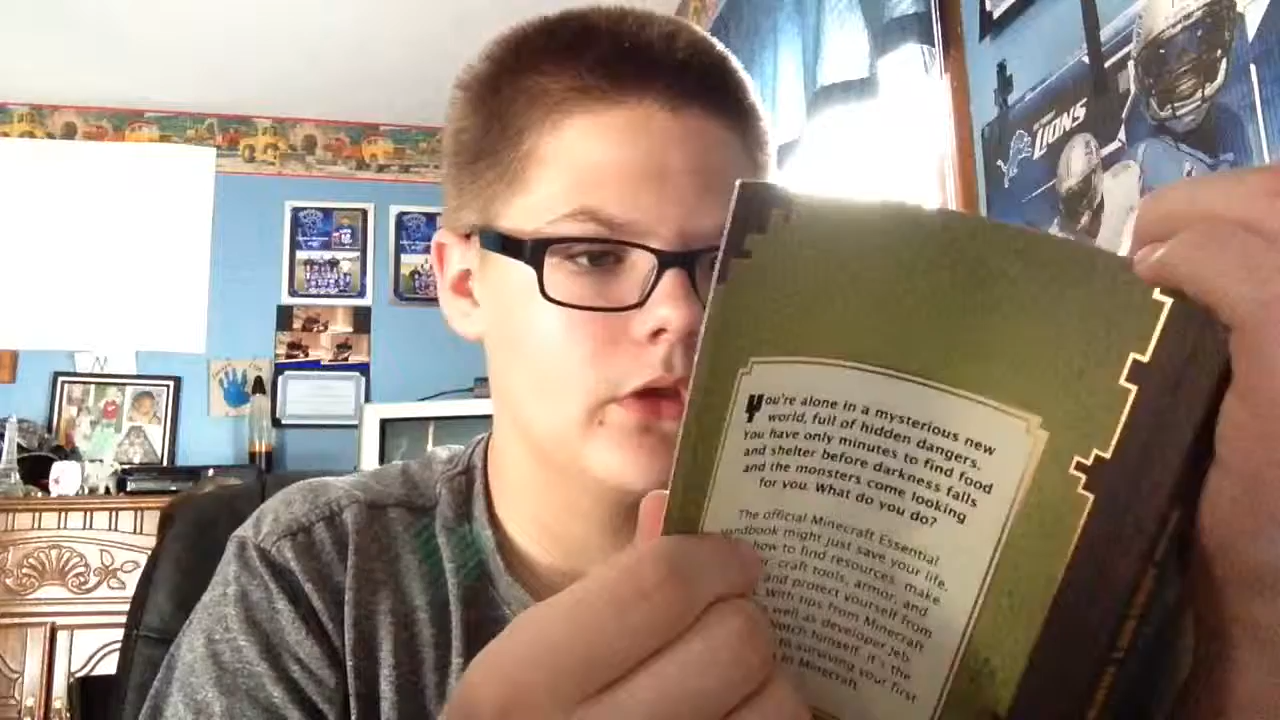 LIONS
You're alone in a mysterious new
world, full of hidden dangers.
You have only minutes to find food
and shelter before darkness falls
and the monsters come looking
for you. What do you do?
The official Minecraft Essential
Handbook might just save your life.
how to find resources, make
craft tools, armor, and
and protect yourself from
With tips from Minecraft
well as developer Jeb
Notch himself, it's the
to surviving your first
in Minecraft.